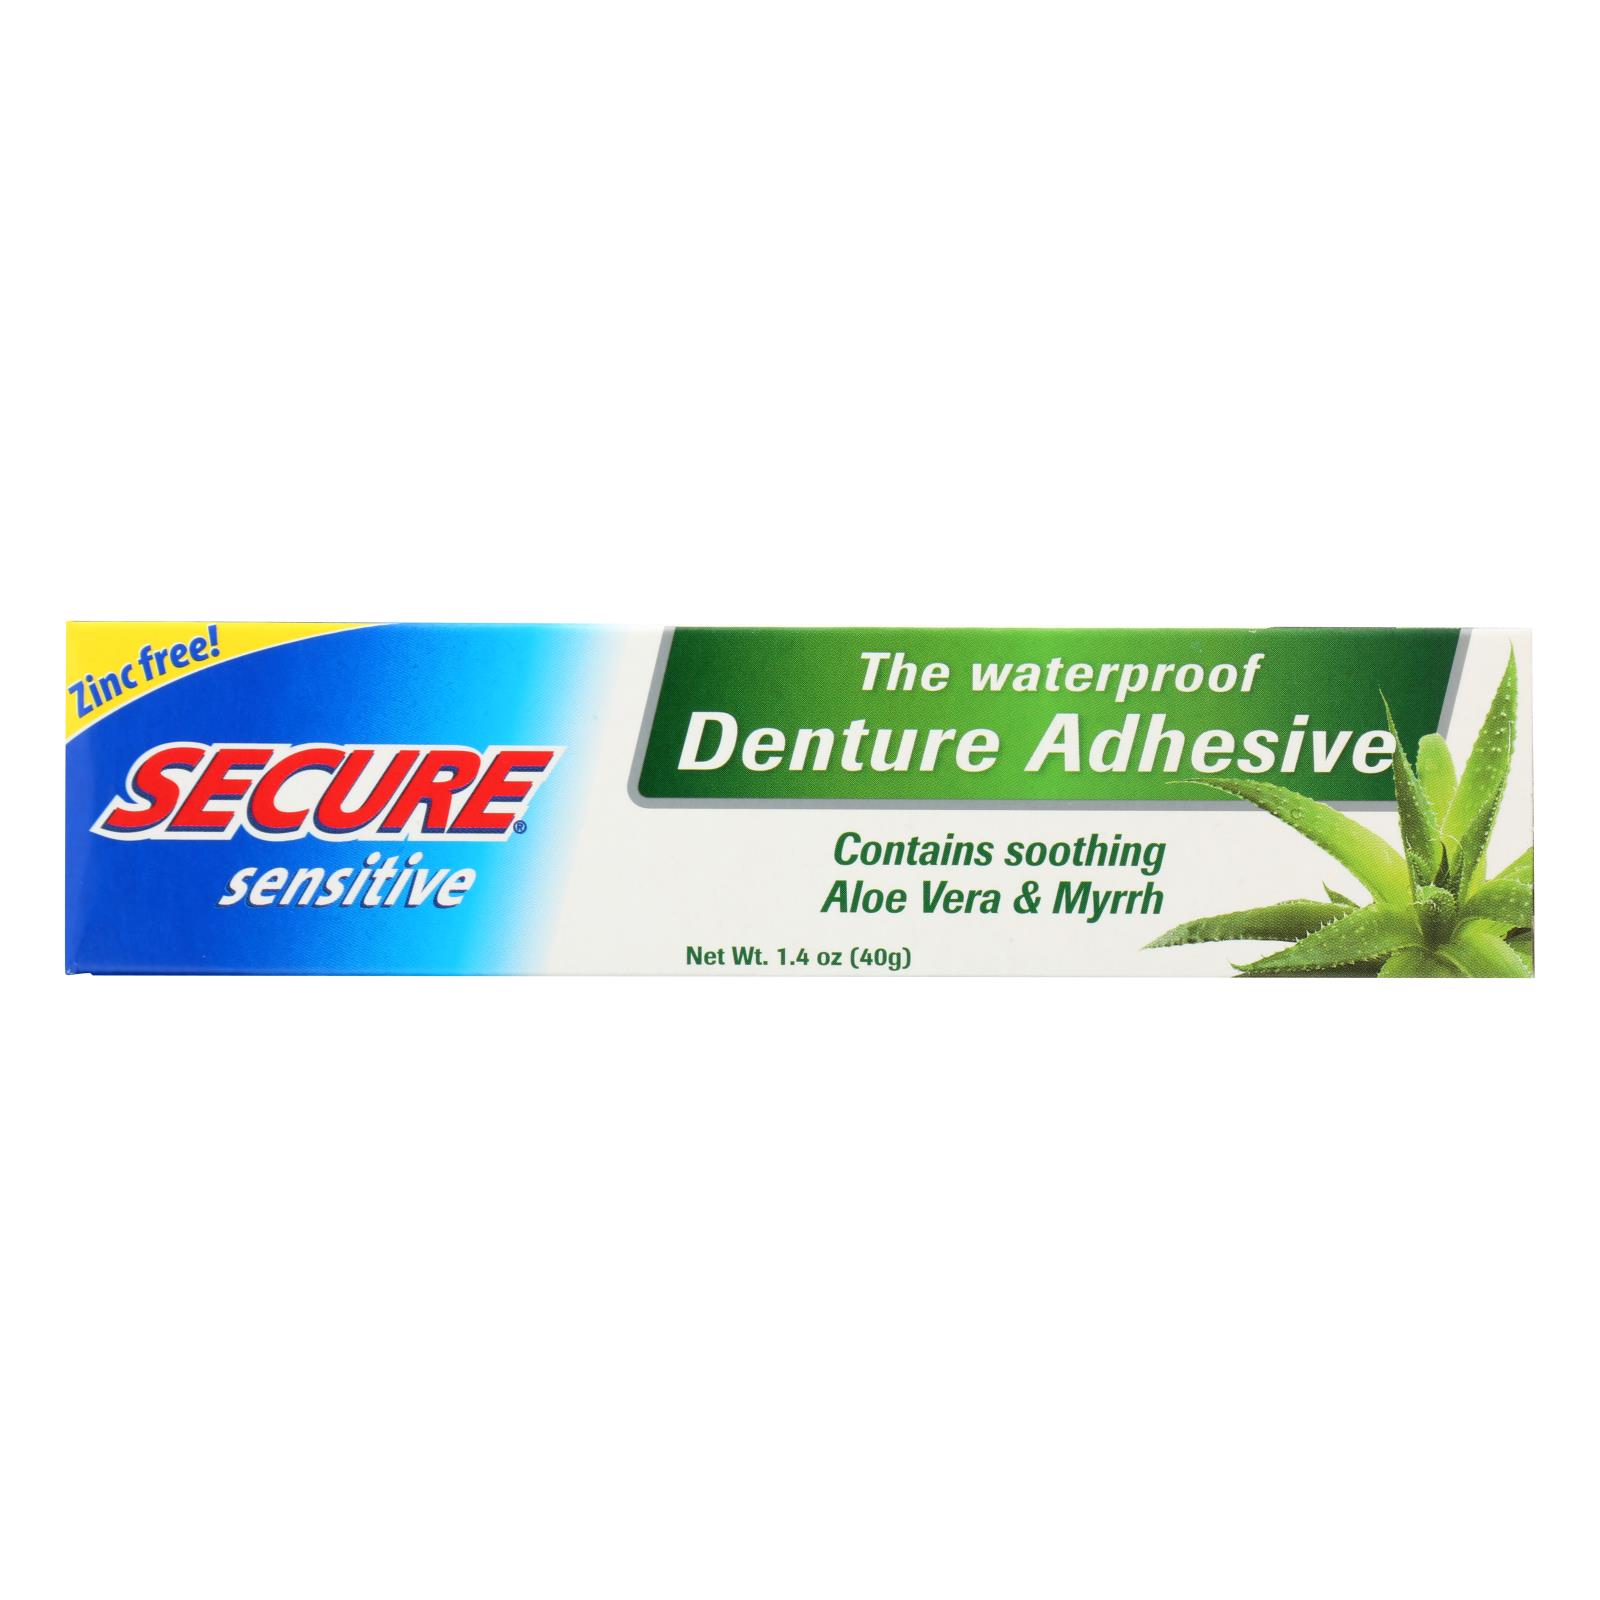 Zinc free!
SECURE®
sensitive
The waterproof
Denture Adhesive
Contains soothing
Aloe Vera & Myrrh
Net Wt. 1.4 oz (40g)